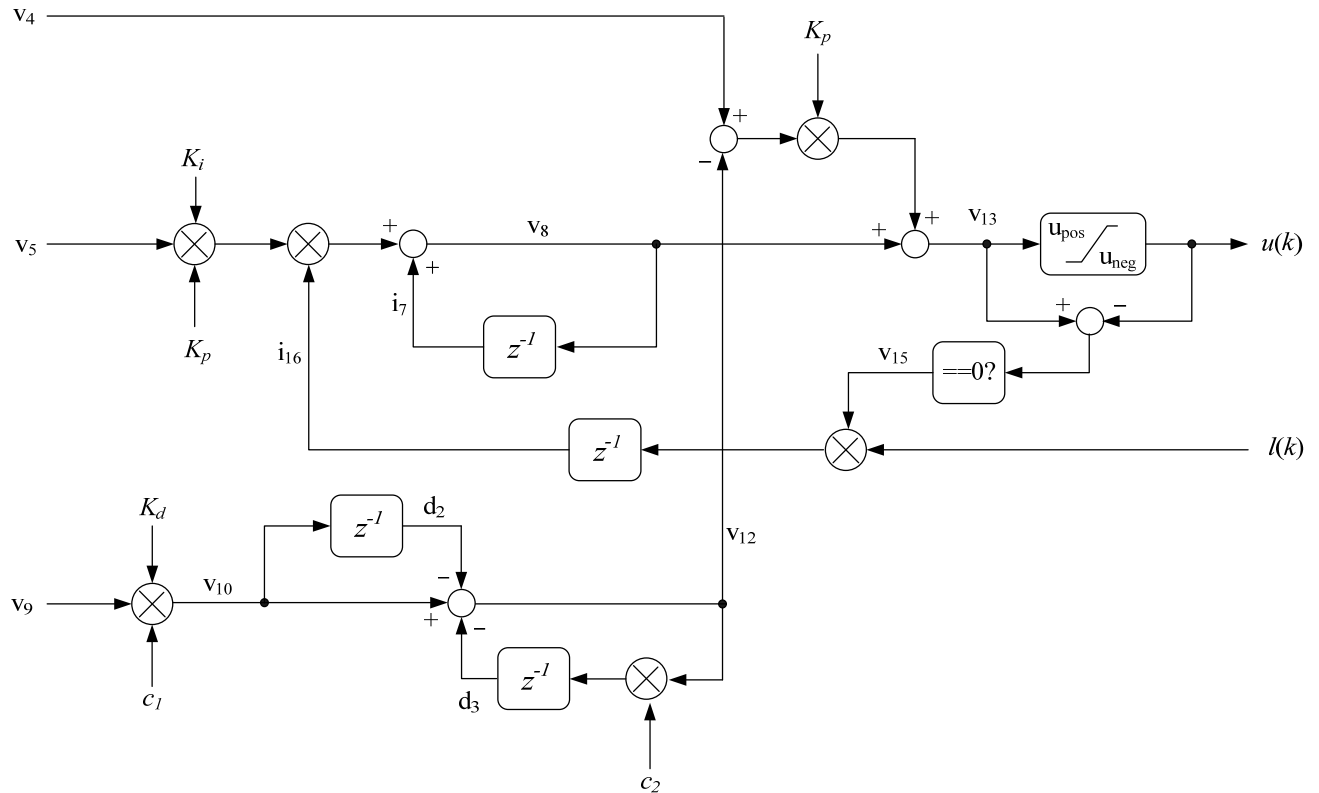 v4
Kp
+
−
Ki
v5
+
v8
+
v13
upos
uneg
u(k)
+
+
−
i7
z-1
Kp
i16
v15
==0?
z-1
l(k)
Kd
z-1
d2
v12
−
v10
v9
+
−
z-1
d3
c1
c2